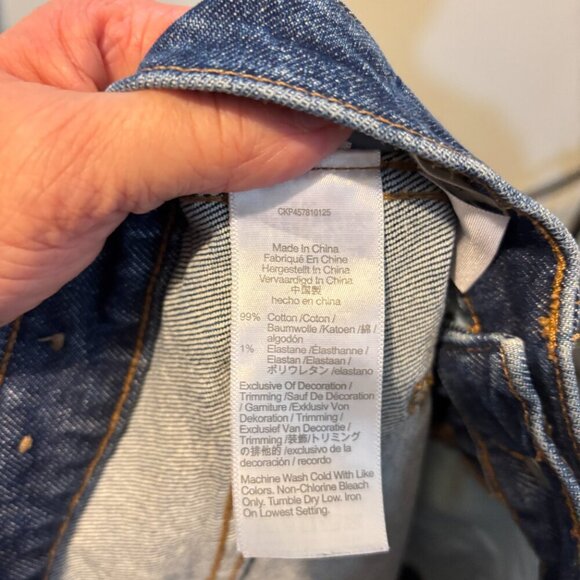 CKP457810125
Made In China
Fabriqué En Chine
Hergestellt In China
Vervaardigd In China
中国製
hecho en china
99% Cotton /Coton /
Baumwolle /Katoen /綿 /
algodón
1% Elastane /Élasthanne /
Elastan /Elastaan /
ポリウレタン /elastano
Exclusive Of Decoration /
Trimming /Sauf De Décoration
/ Garniture /Exklusiv Von
Dekoration / Trimming /
Exclusief Van Decoratie /
Trimming /装飾/トリミング
の排他的 /exclusivo de la
decoración / recordo
Machine Wash Cold With Like
Colors. Non-Chlorine Bleach
Only. Tumble Dry Low. Iron
On Lowest Setting.